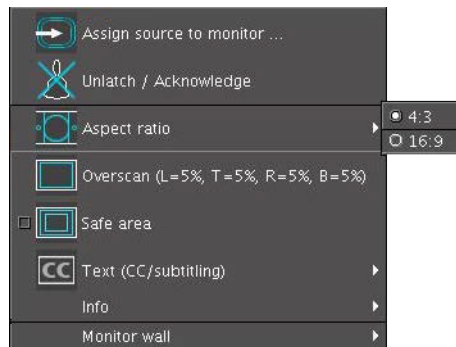 Assign source to monitor ...
Unlatch / Acknowledge
Aspect ratio
4:3
16:9
Overscan (L=5%, T=5%, R=5%, B=5%)
Safe area
CC Text (CC/subtitling)
Info
Monitor wall